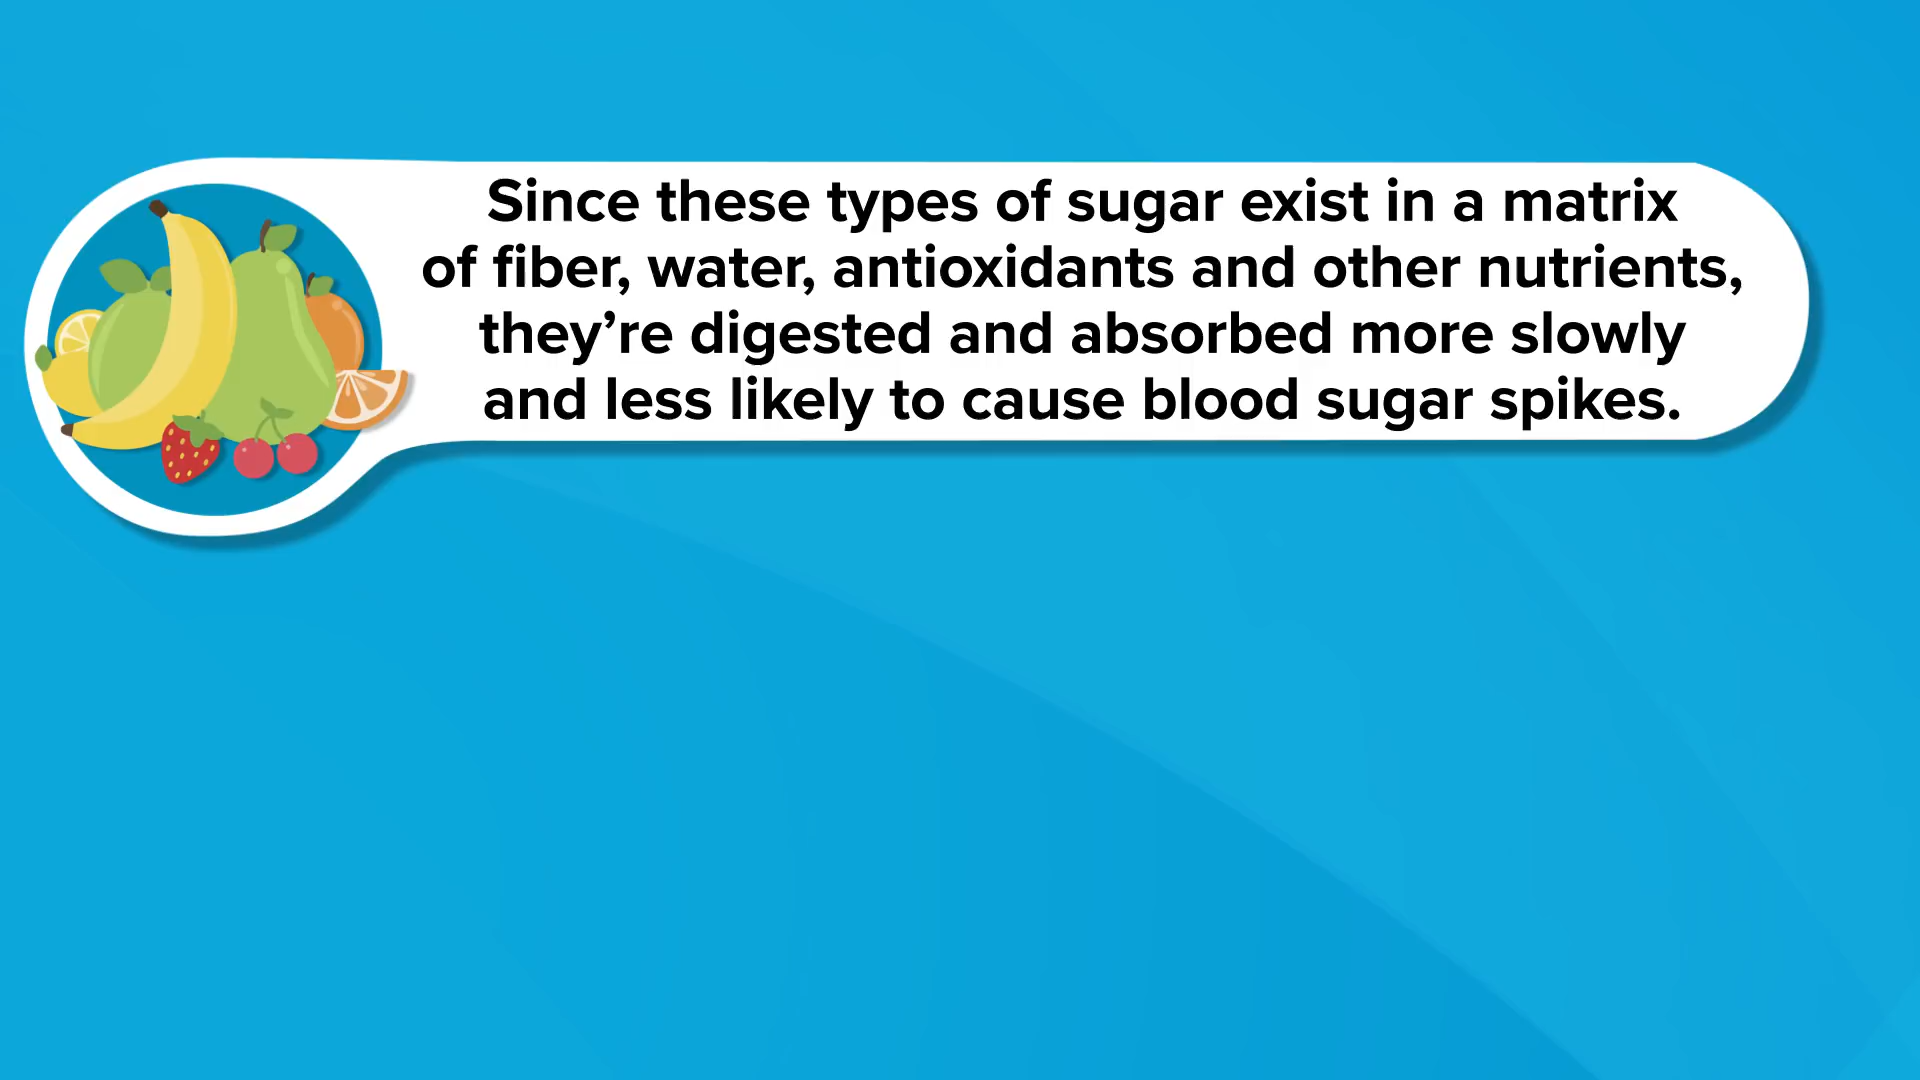 Since these types of sugar exist in a matrix
of fiber, water, antioxidants and other nutrients,
they’re digested and absorbed more slowly
and less likely to cause blood sugar spikes.